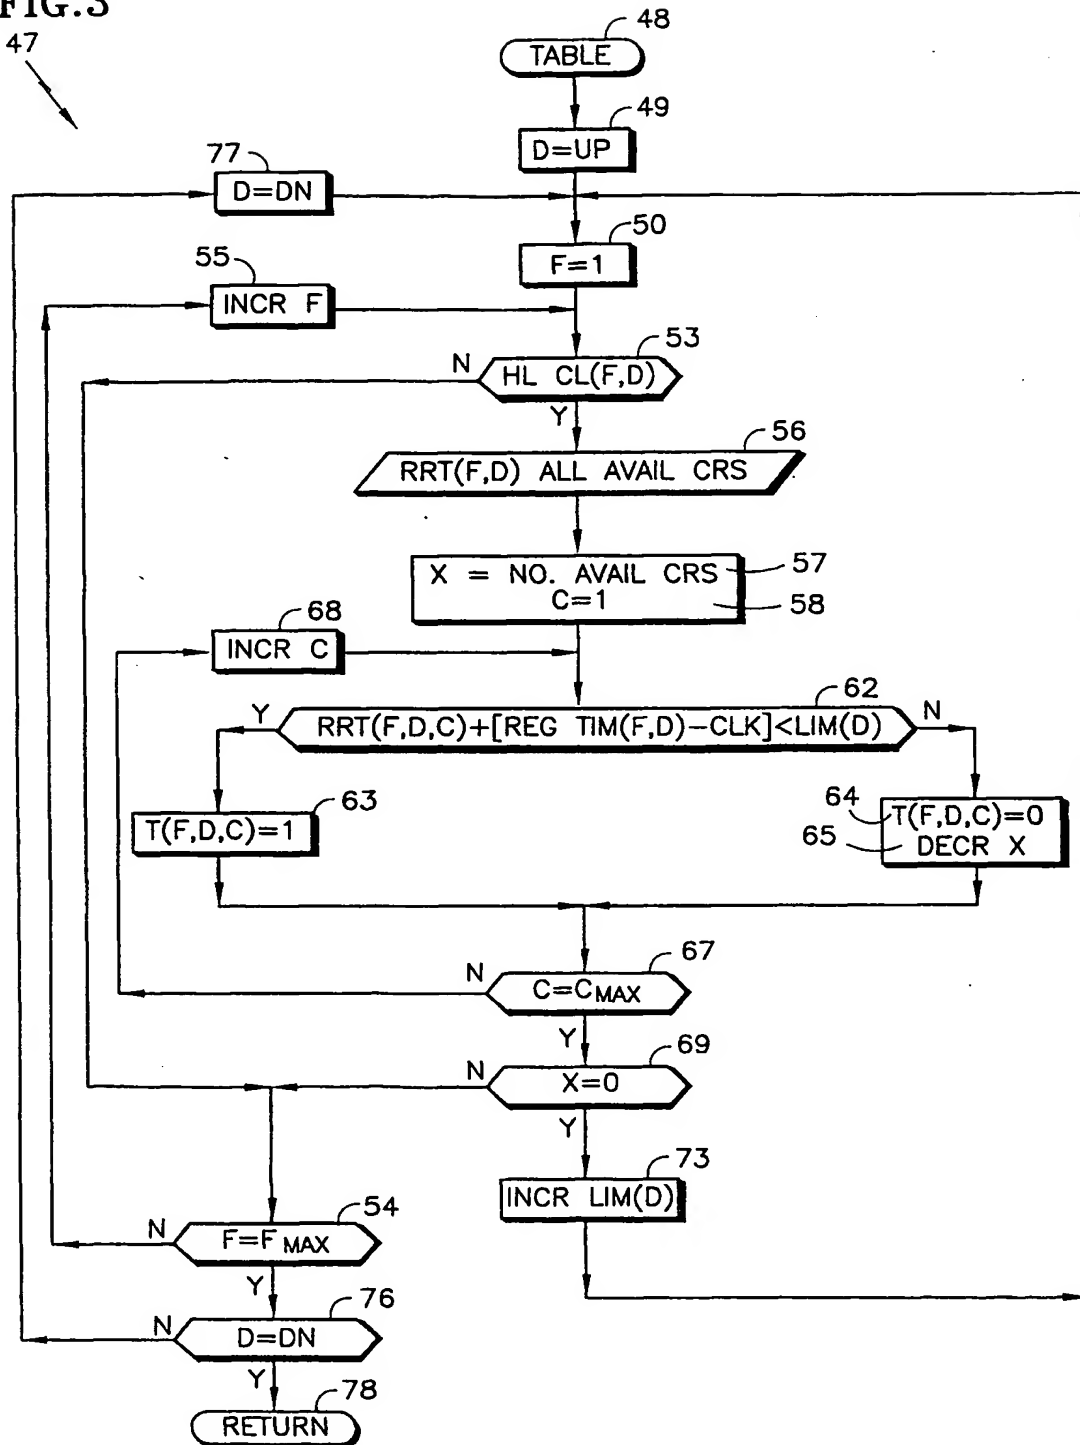 FIG.3
47
48
TABLE
49
D=UP
77
D=DN
50
F=1
55
INCR F
53
N
HL CL(F,D)
Y
56
RRT(F,D) ALL AVAIL CRS
X = NO. AVAIL CRS
57
C=1
58
68
INCR C
62
Y
RRT(F,D,C)+[REG TIM(F,D)-CLK]<LIM(D)
N
63
T(F,D,C)=1
64
T(F,D,C)=0
65
DECR X
67
N
C=CMAX
Y
69
N
X=0
Y
73
INCR LIM(D)
54
N
F=F MAX
Y
76
N
D=DN
Y
78
RETURN